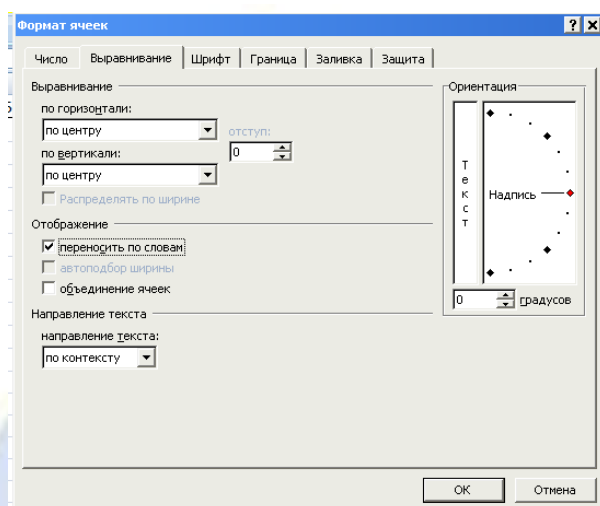 Формат ячеек
Число Выравнивание Шрифт Граница Заливка Защита
Выравнивание
по горизонтали:
по центру
отступ:
0
по вертикали:
по центру
Распределять по ширине
Отображение
переносить по словам
автоподбор ширины
объединение ячеек
Направление текста
направление текста:
по контексту
Ориентация
Текст
Надпись
0 градусов
ОК Отмена